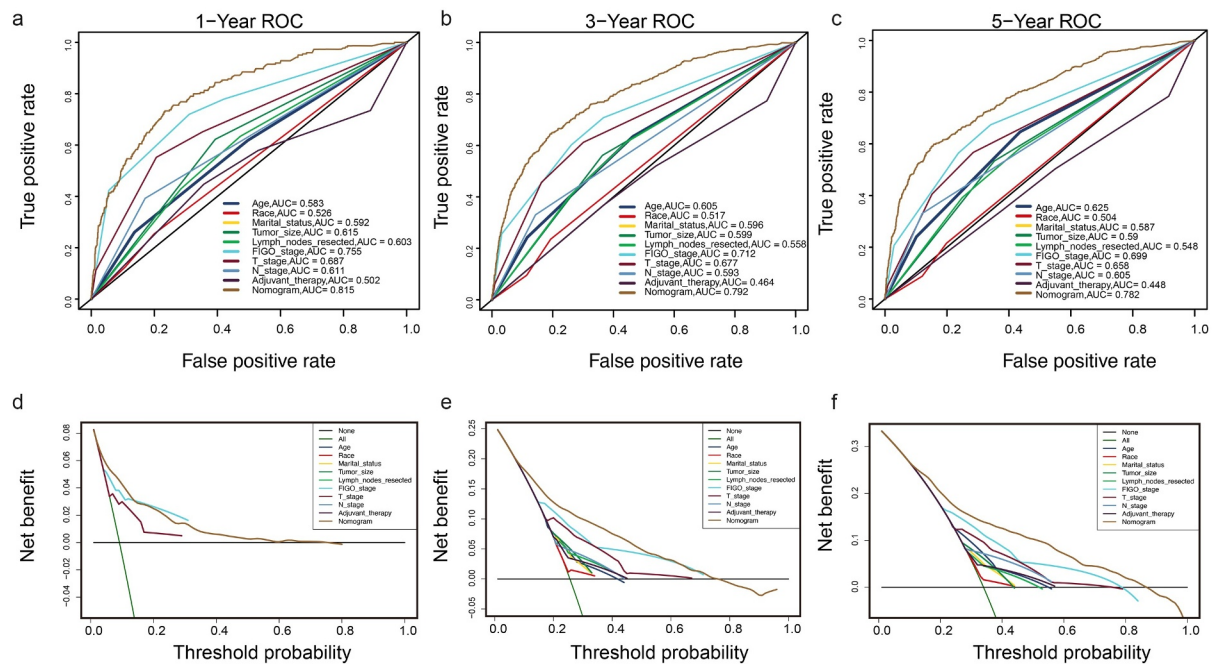 a
1-Year ROC
True positive rate
1.0
0.8
0.6
0.4
0.2
0.0
Age,AUC= 0.583
Race,AUC = 0.526
Marital_status,AUC = 0.592
Tumor_size,AUC = 0.615
Lymph_nodes_resected,AUC = 0.603
FIGO_stage,AUC = 0.755
T_stage,AUC = 0.687
N_stage,AUC = 0.611
Adjuvant_therapy,AUC = 0.502
Nomogram,AUC = 0.815
0.0 0.2 0.4 0.6 0.8 1.0
False positive rate
b
3-Year ROC
True positive rate
1.0
0.8
0.6
0.4
0.2
0.0
Age,AUC= 0.605
Race,AUC = 0.517
Marital_status,AUC = 0.596
Tumor_size,AUC = 0.599
Lymph_nodes_resected,AUC = 0.558
FIGO_stage,AUC = 0.712
T_stage,AUC = 0.677
N_stage,AUC = 0.593
Adjuvant_therapy,AUC = 0.464
Nomogram,AUC= 0.792
0.0 0.2 0.4 0.6 0.8 1.0
False positive rate
c
5-Year ROC
True positive rate
1.0
0.8
0.6
0.4
0.2
0.0
Age,AUC= 0.625
Race,AUC = 0.504
Marital_status,AUC = 0.587
Tumor_size,AUC = 0.59
Lymph_nodes_resected,AUC = 0.548
FIGO_stage,AUC = 0.699
T_stage,AUC = 0.658
N_stage,AUC = 0.605
Adjuvant_therapy,AUC = 0.448
Nomogram,AUC= 0.782
0.0 0.2 0.4 0.6 0.8 1.0
False positive rate
d
Net benefit
0.08
0.06
0.04
0.02
0.00
-0.02
-0.04
None
All
Age
Race
Marital_status
Tumor_size
Lymph_nodes_resected
FIGO_stage
T_stage
N_stage
Adjuvant_therapy
Nomogram
0.0 0.2 0.4 0.6 0.8 1.0
Threshold probability
e
Net benefit
0.25
0.20
0.15
0.10
0.05
0.00
-0.05
None
All
Age
Race
Marital_status
Tumor_size
Lymph_nodes_resected
FIGO_stage
T_stage
N_stage
Adjuvant_therapy
Nomogram
0.0 0.2 0.4 0.6 0.8 1.0
Threshold probability
f
Net benefit
0.3
0.2
0.1
0.0
None
All
Age
Race
Marital_status
Tumor_size
Lymph_nodes_resected
FIGO_stage
T_stage
N_stage
Adjuvant_therapy
Nomogram
0.0 0.2 0.4 0.6 0.8 1.0
Threshold probability